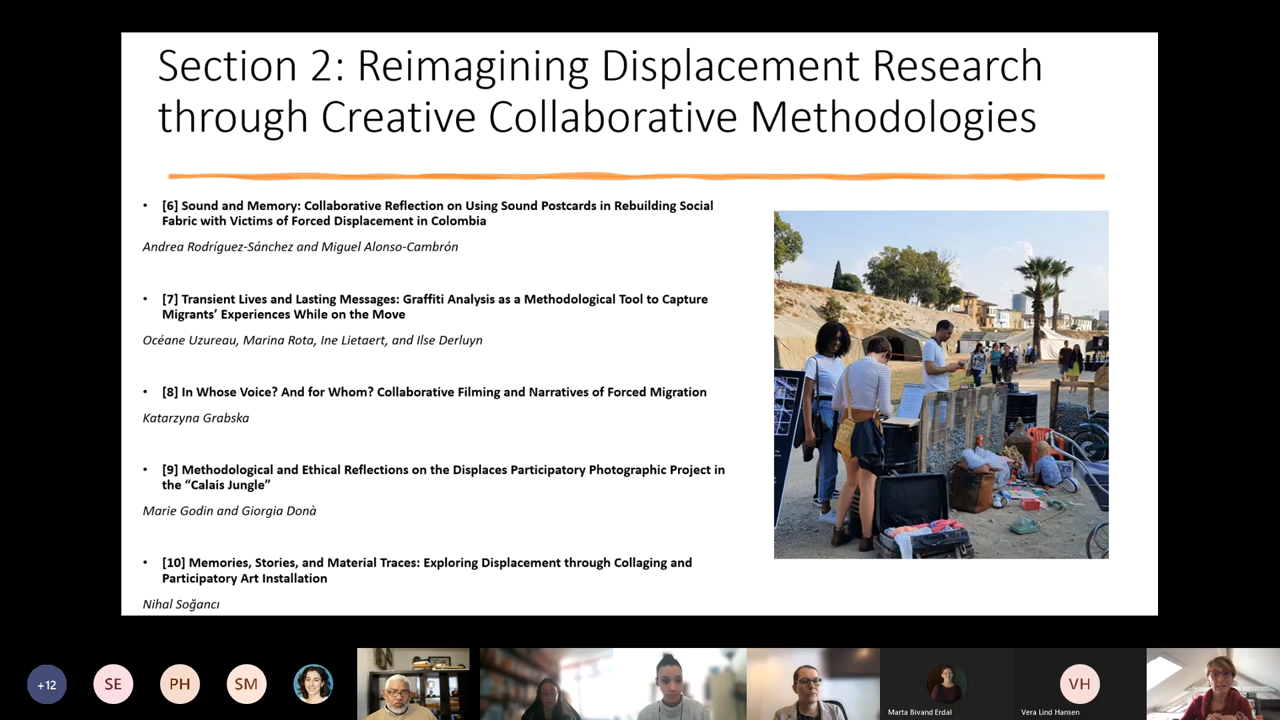 Section 2: Reimagining Displacement Research
through Creative Collaborative Methodologies
• [6] Sound and Memory: Collaborative Reflection on Using Sound Postcards in Rebuilding Social
Fabric with Victims of Forced Displacement in Colombia
Andrea Rodríguez-Sánchez and Miguel Alonso-Cambrón
• [7] Transient Lives and Lasting Messages: Graffiti Analysis as a Methodological Tool to Capture
Migrants’ Experiences While on the Move
Océane Uzureau, Marina Rota, Ine Lietaert, and Ilse Derluyn
• [8] In Whose Voice? And for Whom? Collaborative Filming and Narratives of Forced Migration
Katarzyna Grabska
• [9] Methodological and Ethical Reflections on the Displaces Participatory Photographic Project in
the “Calais Jungle”
Marie Godin and Giorgia Donà
• [10] Memories, Stories, and Material Traces: Exploring Displacement through Collaging and
Participatory Art Installation
Nihal Soğancı
+12
SE
PH
SM
Marta Bivand Erdal
VH
Vera Lind Hansen